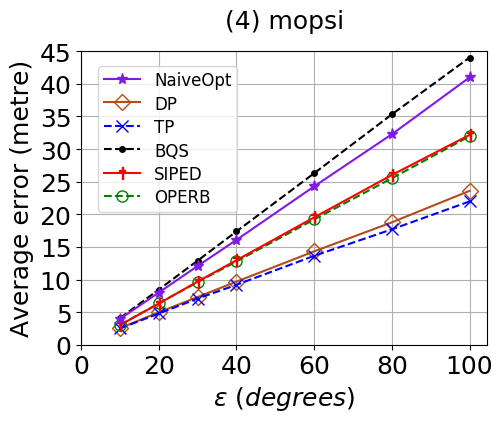 (4) mopsi
Average error (metre)
45
40
35
30
25
20
15
10
5
0
NaiveOpt
DP
TP
BQS
SIPED
OPERB
0 20 40 60 80 100
ε (degrees)